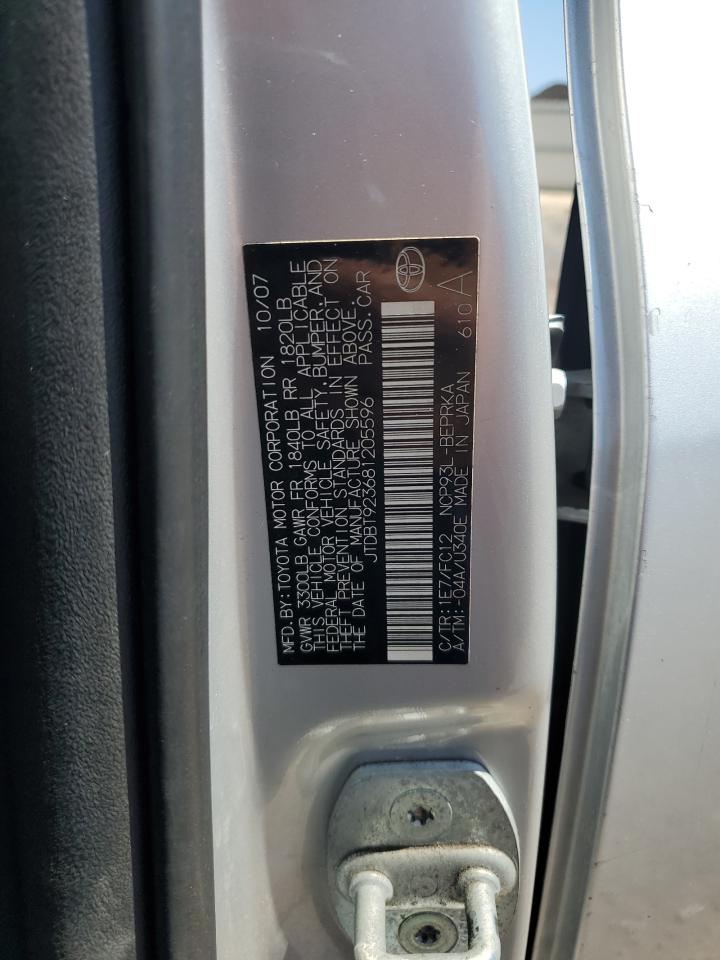 MFD. BY: TOYOTA MOTOR CORPORATION 10/07
GVWR 3300LB GAWR FR 1840LB RR 1820LB
THIS VEHICLE CONFORMS TO ALL APPLICABLE
FEDERAL MOTOR VEHICLE SAFETY, BUMPER, AND
THEFT PREVENTION STANDARDS IN EFFECT ON
THE DATE OF MANUFACTURE SHOWN ABOVE.
JTDBT923681205596 PASS. CAR
C/TR: 1E7/FC12 NCP93L-BEPRKA
A/TM: -04A/U340E MADE IN JAPAN 610 A